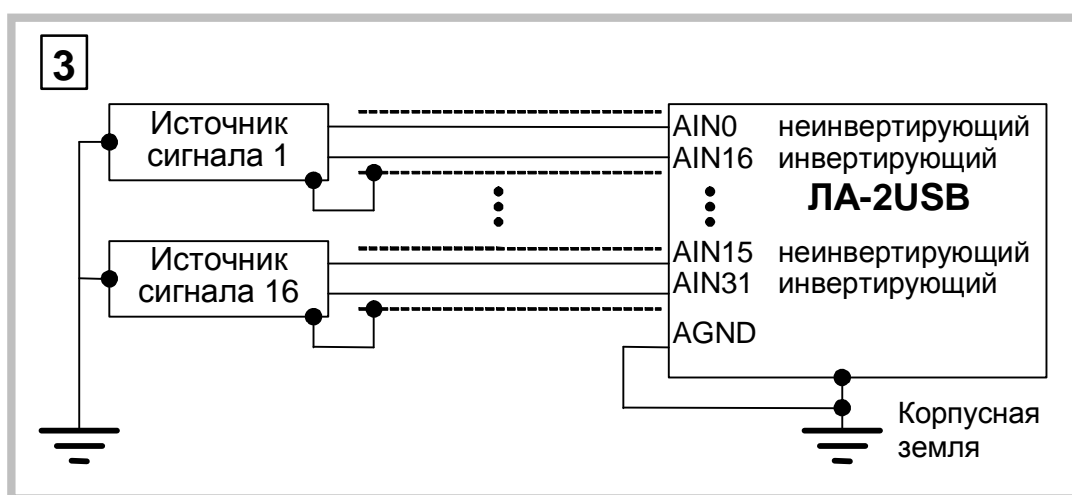 3
Источник
сигнала 1
AIN0 неинвертирующий
AIN16 инвертирующий
ЛА-2USB
Источник
сигнала 16
AIN15 неинвертирующий
AIN31 инвертирующий
AGND
Корпусная
земля